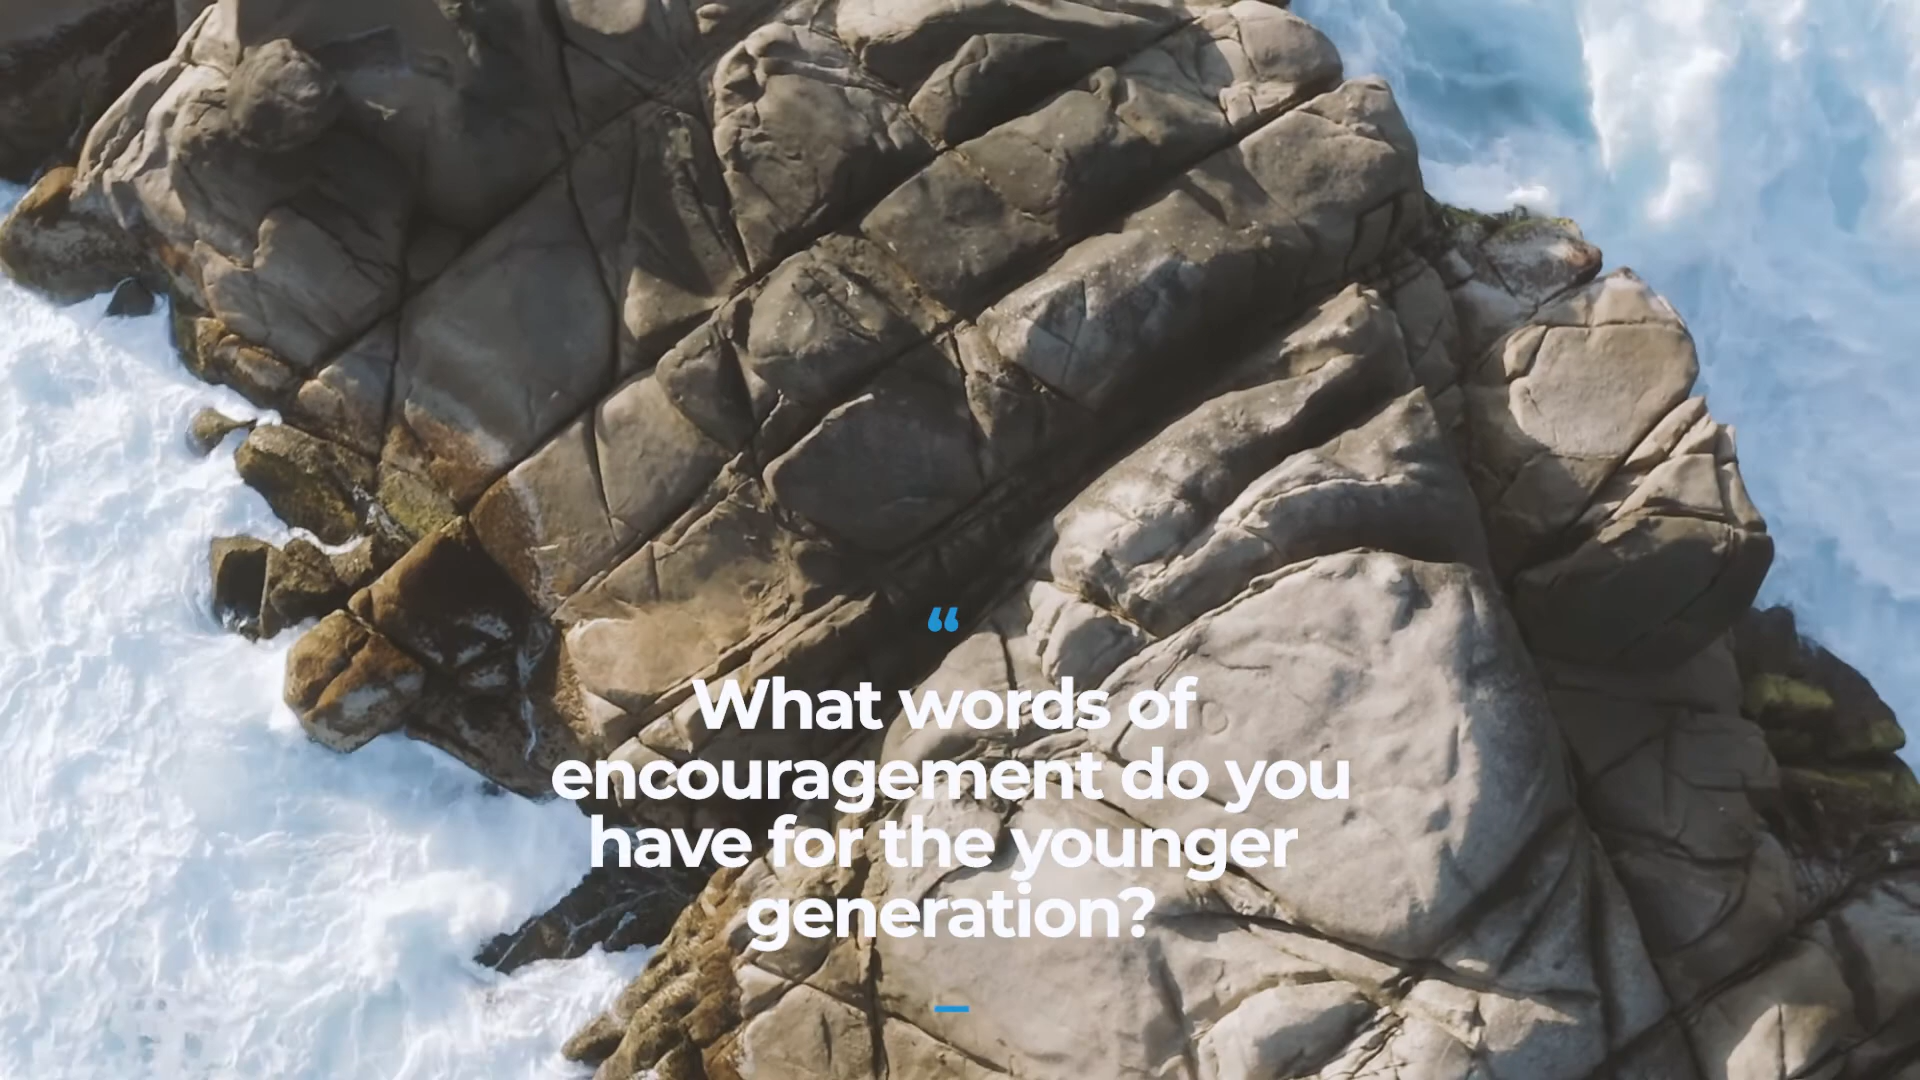 “
What words of
encouragement do you
have for the younger
generation?